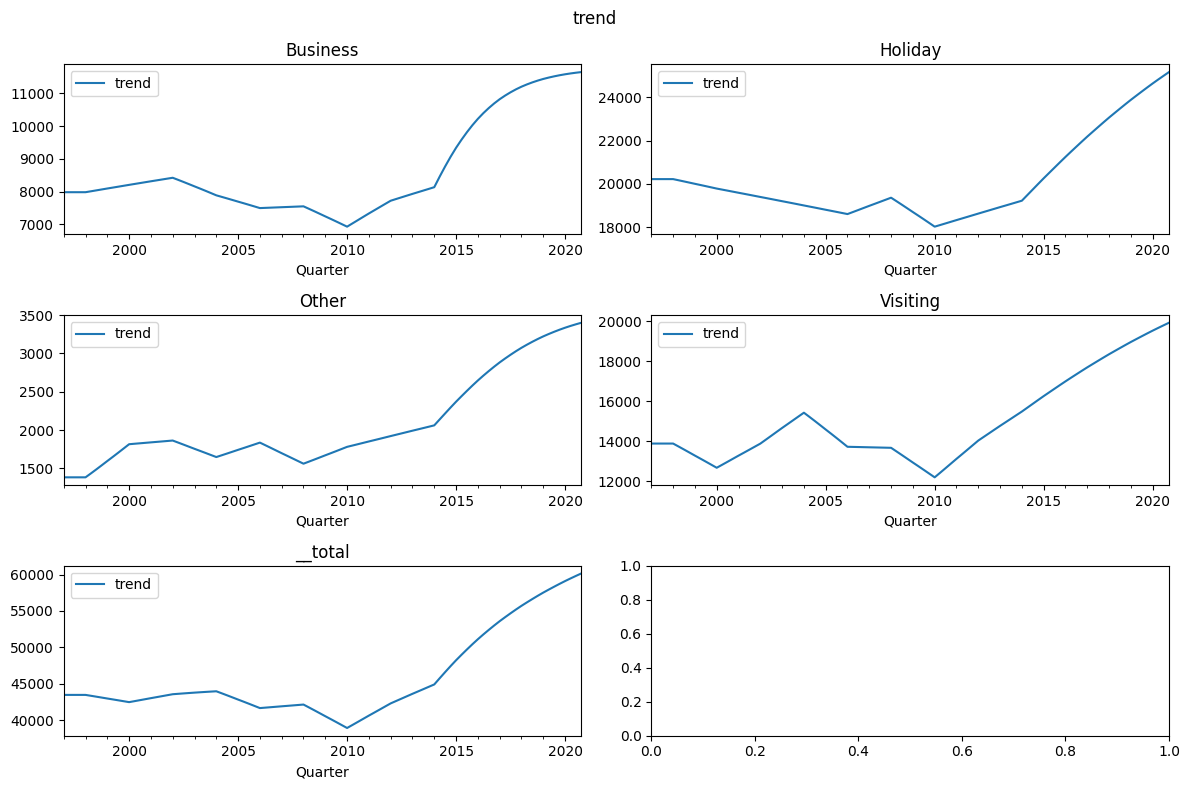 trend
Business
Holiday
trend
trend
11000
10000
9000
8000
7000
24000
22000
20000
18000
2000 2005 2010 2015 2020
2000 2005 2010 2015 2020
Quarter
Quarter
Other
Visiting
trend
trend
3500
3000
2500
2000
1500
20000
18000
16000
14000
12000
2000 2005 2010 2015 2020
2000 2005 2010 2015 2020
Quarter
Quarter
__total
trend
60000
55000
50000
45000
40000
1.0
0.8
0.6
0.4
0.2
0.0
2000 2005 2010 2015 2020
0.0 0.2 0.4 0.6 0.8 1.0
Quarter